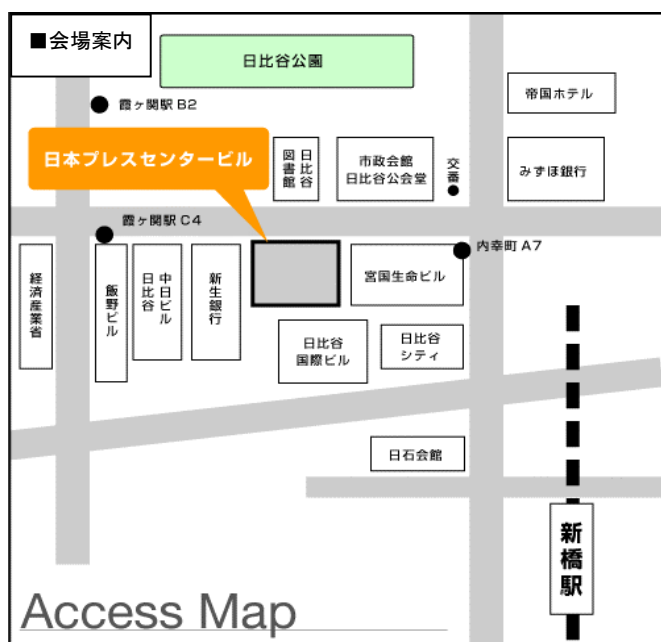 ■会場案内
日比谷公園
霞ヶ関駅 B2
帝国ホテル
日本プレスセンタービル
日比谷
図書館
市政会館
日比谷公会堂
交番
みずほ銀行
霞ヶ関駅 C4
内幸町 A7
経済産業省
飯野ビル
中日ビル
日比谷
新生銀行
宮国生命ビル
日比谷
国際ビル
日比谷
シティ
日石会館
新橋駅
Access Map